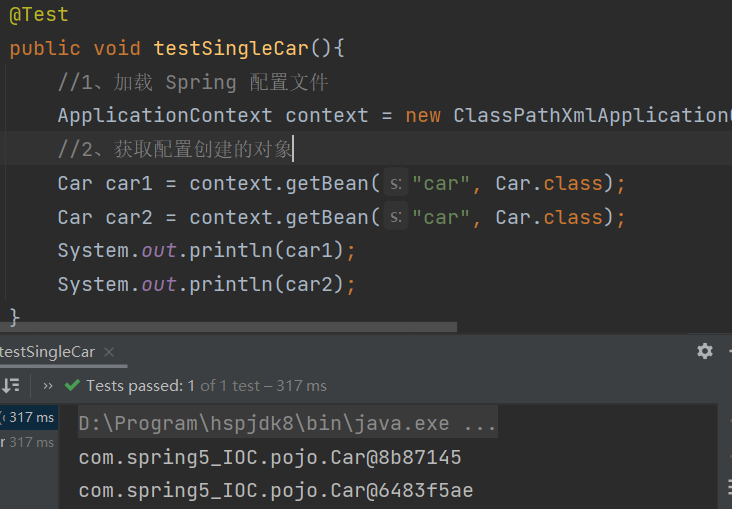 @Test
public void testSingleCar(){
//1、加载 Spring 配置文件
ApplicationContext context = new ClassPathXmlApplication
//2、获取配置创建的对象
Car car1 = context.getBean( s: "car", Car.class);
Car car2 = context.getBean( s: "car", Car.class);
System.out.println(car1);
System.out.println(car2);
}
testSingleCar ×
» Tests passed: 1 of 1 test – 317 ms
317 ms D:\Program\hspjdk8\bin\java.exe ...
r 317 ms com.spring5_IOC.pojo.Car@8b87145
com.spring5_IOC.pojo.Car@6483f5ae